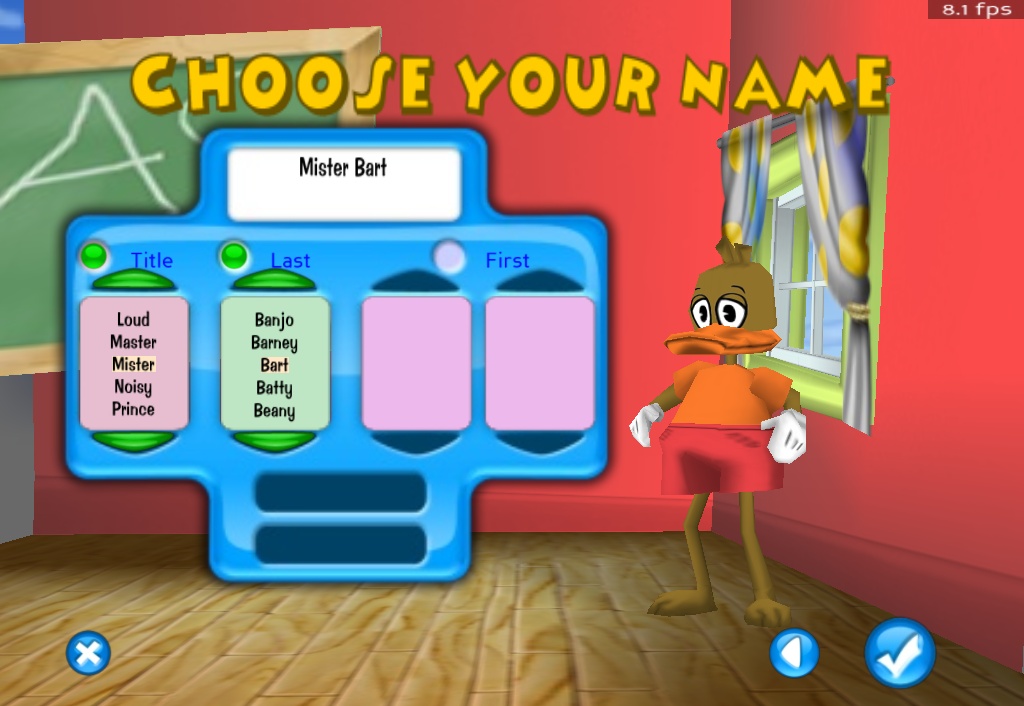 8.1 fps
CHOOSE YOUR NAME
A
Mister Bart
Title Last First
Loud Banjo
Master Barney
Mister Bart
Noisy Batty
Prince Beany